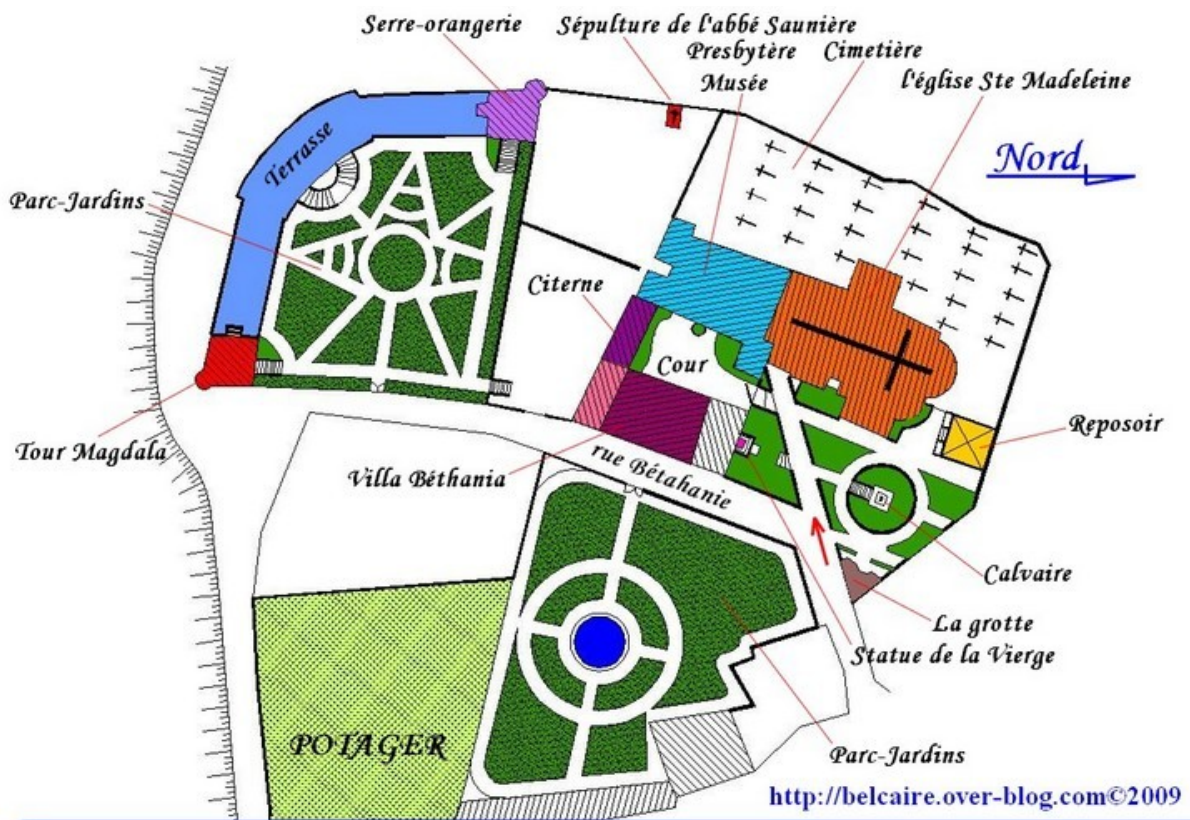 Serre-orangerie
Sépulture de l'abbé Saunière
Presbytère
Musée
Cimetière
l'église Ste Madeleine
Nord
Terrasse
Parc-Jardins
Citerne
Cour
Reposoir
Tour Magdala
Villa Béthania
rue Bétahanie
Calvaire
La grotte
Statue de la Vierge
POTAGER
Parc-Jardins
http://belcaire.over-blog.com©2009